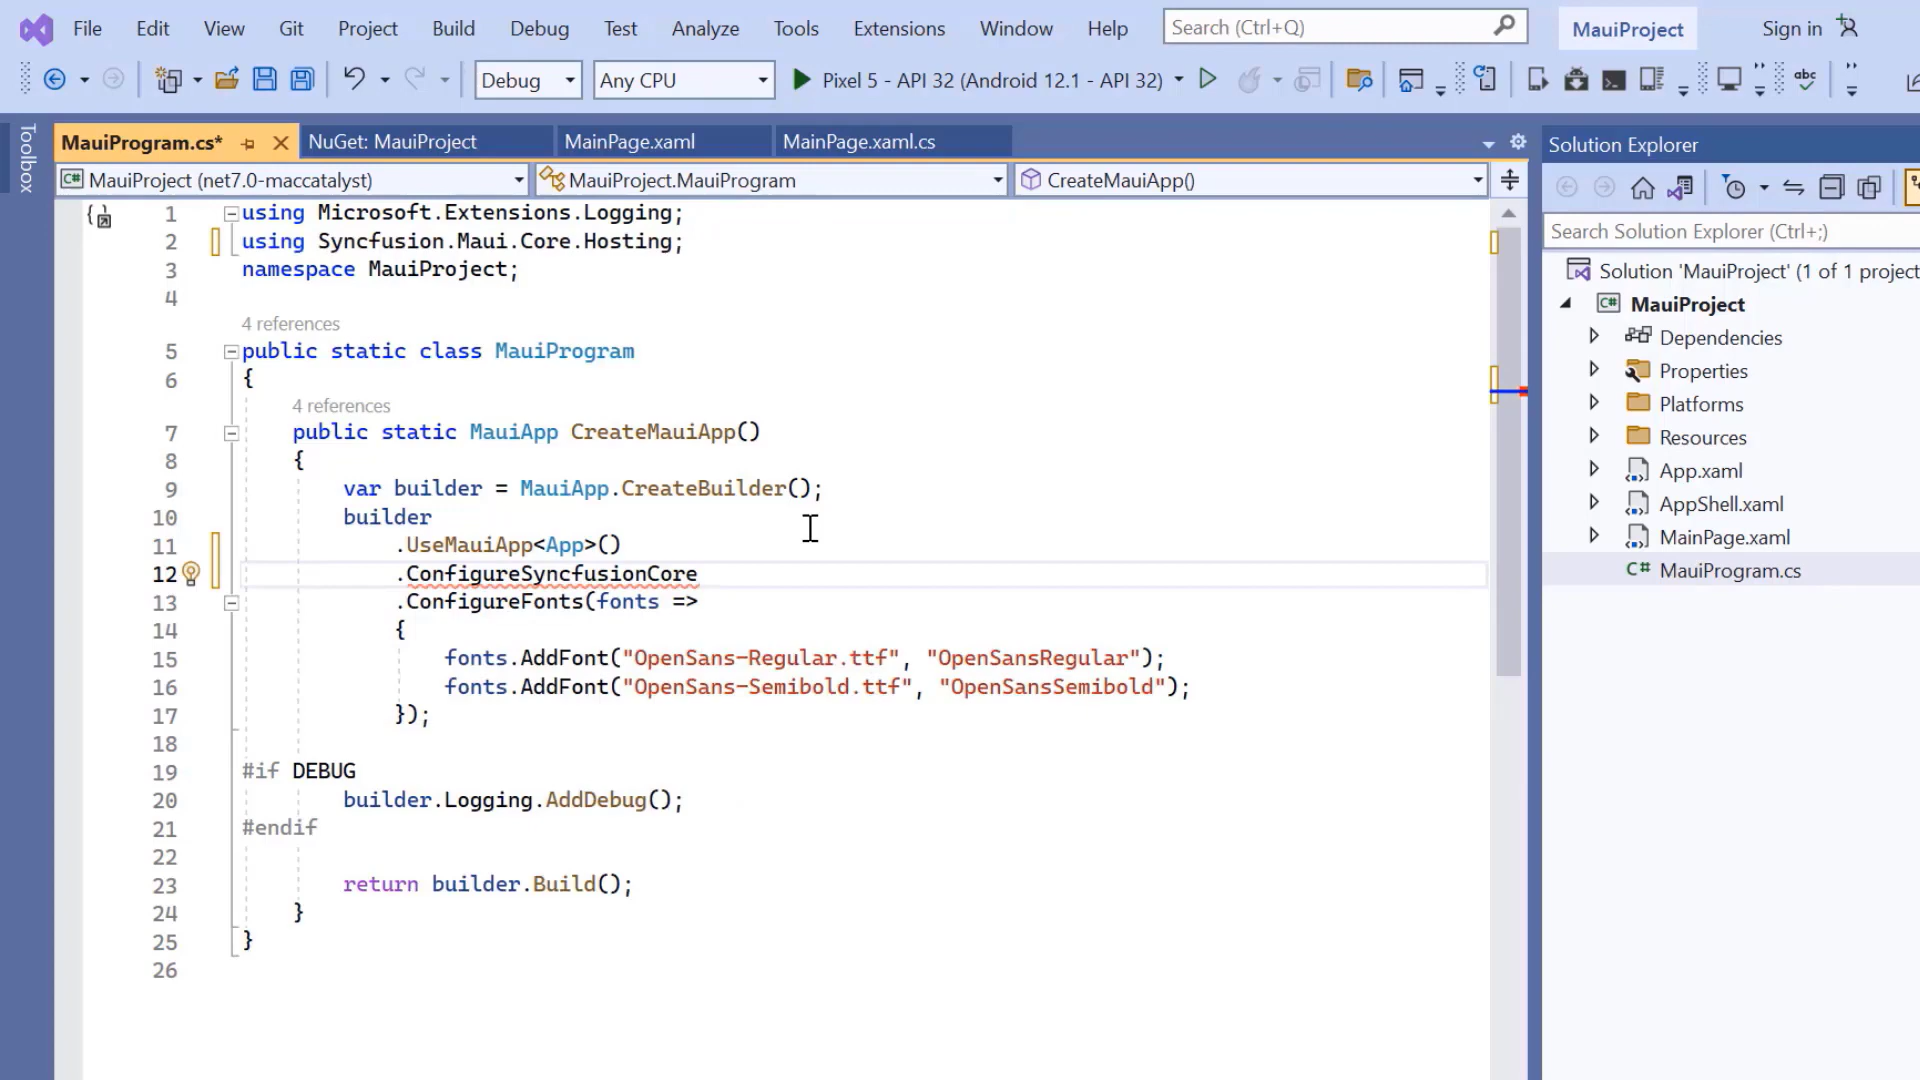 File Edit View Git Project Build Debug Test Analyze Tools Extensions Window Help Search (Ctrl+Q) MauiProject Sign in
Debug Any CPU Pixel 5 - API 32 (Android 12.1 - API 32) abc
Toolbox
MauiProgram.cs* NuGet: MauiProject MainPage.xaml MainPage.xaml.cs
C# MauiProject (net7.0-maccatalyst) MauiProject.MauiProgram CreateMauiApp()
1 using Microsoft.Extensions.Logging;
2 using Syncfusion.Maui.Core.Hosting;
3 namespace MauiProject;
4
4 references
5 public static class MauiProgram
6 {
4 references
7 public static MauiApp CreateMauiApp()
8 {
9 var builder = MauiApp.CreateBuilder();
10 builder
11 .UseMauiApp<App>()
12 .ConfigureSyncfusionCore
13 .ConfigureFonts(fonts =>
14 {
15 fonts.AddFont("OpenSans-Regular.ttf", "OpenSansRegular");
16 fonts.AddFont("OpenSans-Semibold.ttf", "OpenSansSemibold");
17 });
18
19 #if DEBUG
20 builder.Logging.AddDebug();
21 #endif
22
23 return builder.Build();
24 }
25 }
26
Solution Explorer
Search Solution Explorer (Ctrl+;)
Solution 'MauiProject' (1 of 1 project
C# MauiProject
Dependencies
Properties
Platforms
Resources
App.xaml
AppShell.xaml
MainPage.xaml
C# MauiProgram.cs